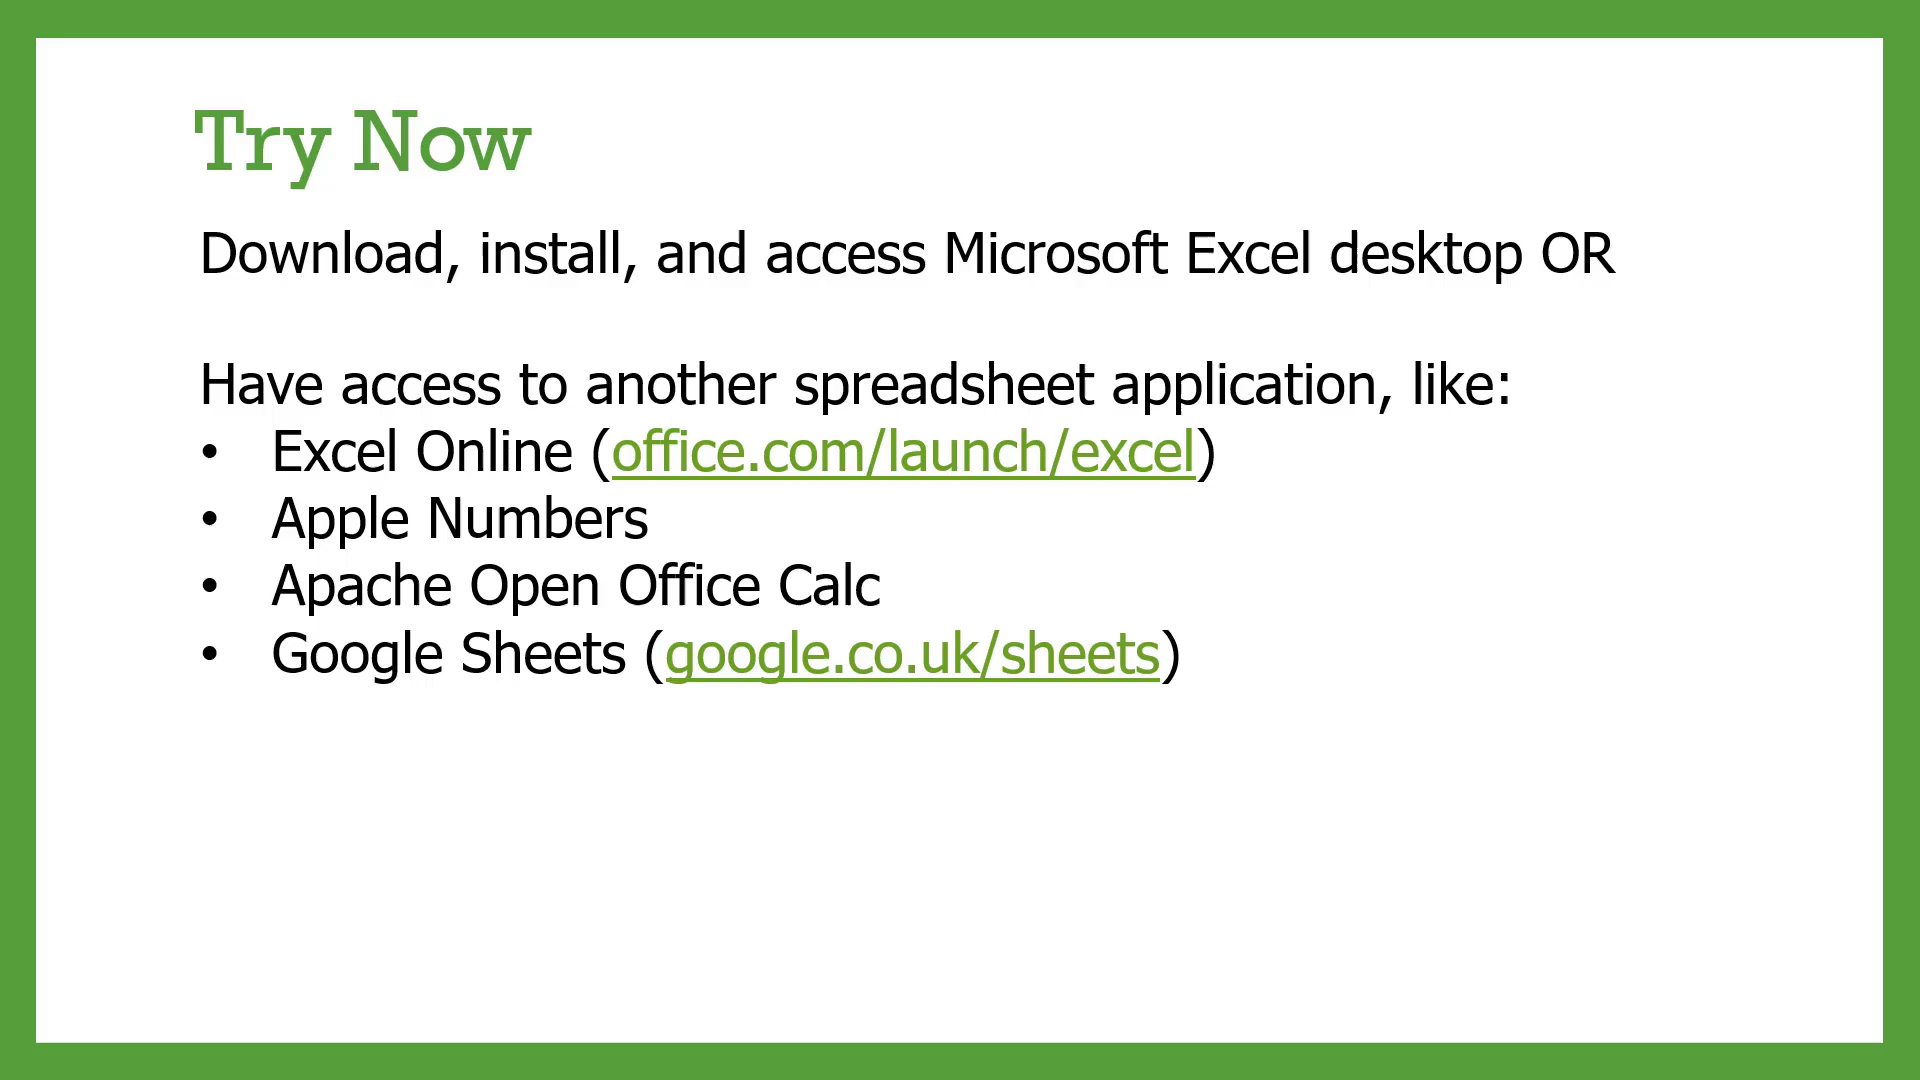 Try Now
Download, install, and access Microsoft Excel desktop OR
Have access to another spreadsheet application, like:
• Excel Online (office.com/launch/excel)
• Apple Numbers
• Apache Open Office Calc
• Google Sheets (google.co.uk/sheets)